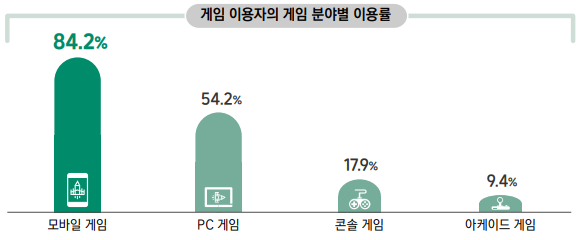 게임 이용자의 게임 분야별 이용률
84.2%
54.2%
17.9%
9.4%
모바일 게임
PC 게임
콘솔 게임
아케이드 게임